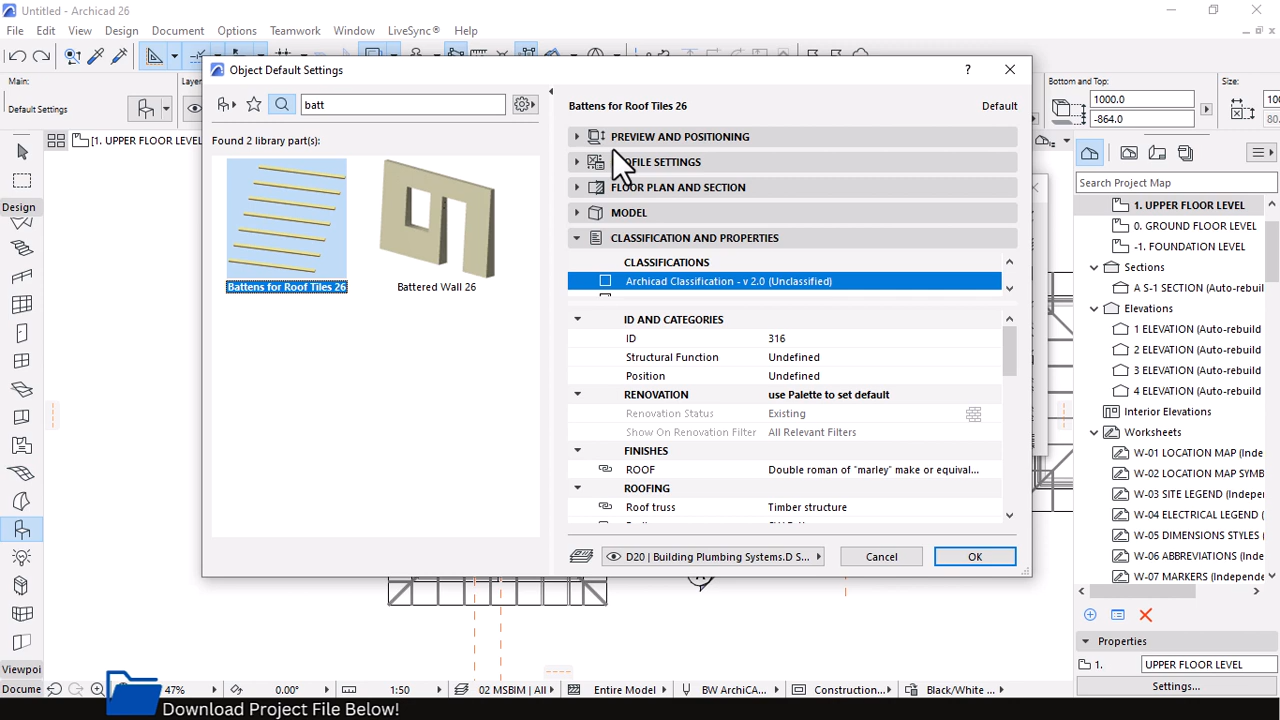 Untitled - Archicad 26
File Edit View Design Document Options Teamwork Window LiveSync® Help
Main:
Default Settings
Object Default Settings
batt
Found 2 library part(s):
Battens for Roof Tiles 26
Battered Wall 26
Battens for Roof Tiles 26 Default
PREVIEW AND POSITIONING
FLOOR PLAN AND SECTION
MODEL
CLASSIFICATION AND PROPERTIES
CLASSIFICATIONS
Archicad Classification - v 2.0 (Unclassified)
ID AND CATEGORIES
ID 316
Structural Function Undefined
Position Undefined
RENOVATION use Palette to set default
Renovation Status Existing
Show On Renovation Filter All Relevant Filters
FINISHES
ROOF Double roman of "marley" make or equival...
ROOFING
Roof truss Timber structure
D20 | Building Plumbing Systems.D S...
Cancel
OK
[1. UPPER FLOOR LEVEL
Bottom and Top:
1000.0
-864.0
Size:
Search Project Map
1. UPPER FLOOR LEVEL
0. GROUND FLOOR LEVEL
-1. FOUNDATION LEVEL
Sections
A S-1 SECTION (Auto-rebuild
Elevations
1 ELEVATION (Auto-rebuild
2 ELEVATION (Auto-rebuild
3 ELEVATION (Auto-rebuild
4 ELEVATION (Auto-rebuild
Interior Elevations
Worksheets
W-01 LOCATION MAP (Inde
W-02 LOCATION MAP SYMB
W-03 SITE LEGEND (Indepen
W-04 ELECTRICAL LEGEND (
W-05 DIMENSIONS STYLES (
W-06 ABBREVIATIONS (Inde
W-07 MARKERS (Independe
Properties
1. UPPER FLOOR LEVEL
Settings...
Design
Viewpoi
Docume
47% 0.00° 1:50 02 MSBIM | All Entire Model BW ArchiCA... Construction... Black/White ...
Download Project File Below!